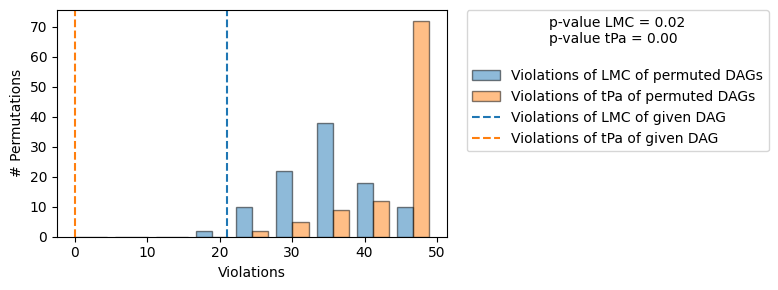 p-value LMC = 0.02
p-value tPa = 0.00
Violations of LMC of permuted DAGs
Violations of tPa of permuted DAGs
Violations of LMC of given DAG
Violations of tPa of given DAG
# Permutations
70
60
50
40
30
20
10
0
0 10 20 30 40 50
Violations